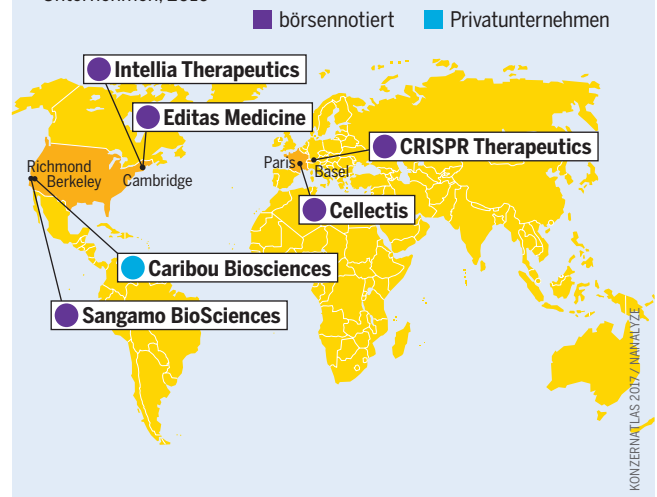 börsennotiert
Privatunternehmen
Intellia Therapeutics
Editas Medicine
CRISPR Therapeutics
Richmond
Berkeley
Cambridge
Paris
Basel
Cellectis
Caribou Biosciences
Sangamo BioSciences
KONZERNATLAS 2017 / NANALYZE